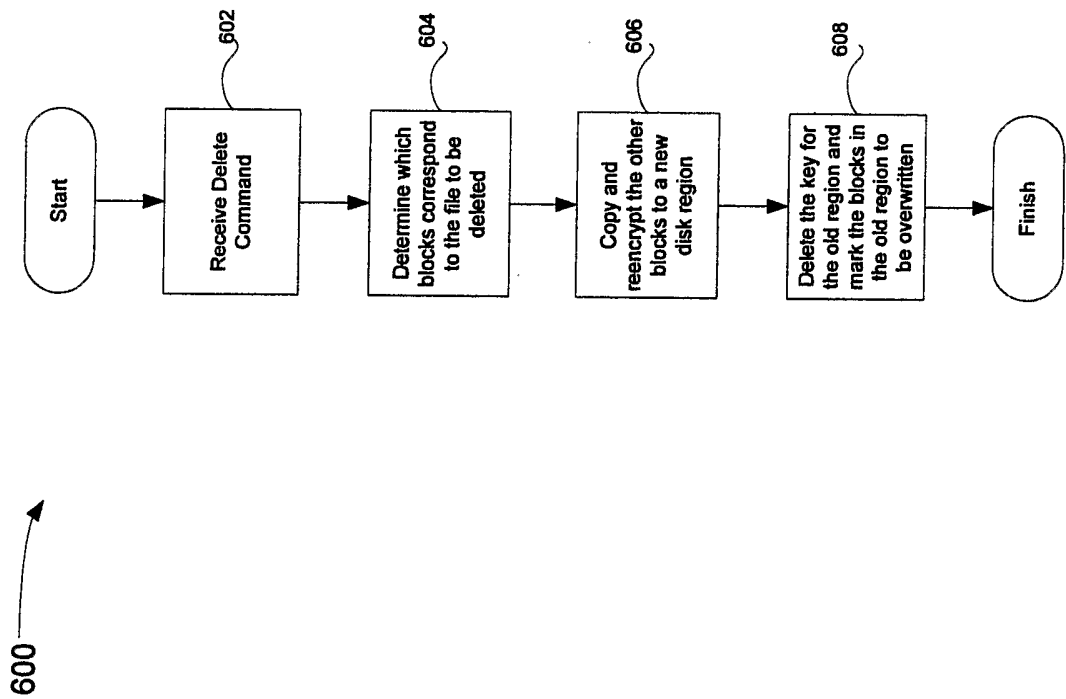 600
Start
Receive Delete
Command
602
Determine which
blocks correspond
to the file to be
deleted
604
Copy and
reencrypt the other
blocks to a new
disk region
606
Delete the key for
the old region and
mark the blocks in
the old region to
be overwritten
608
Finish